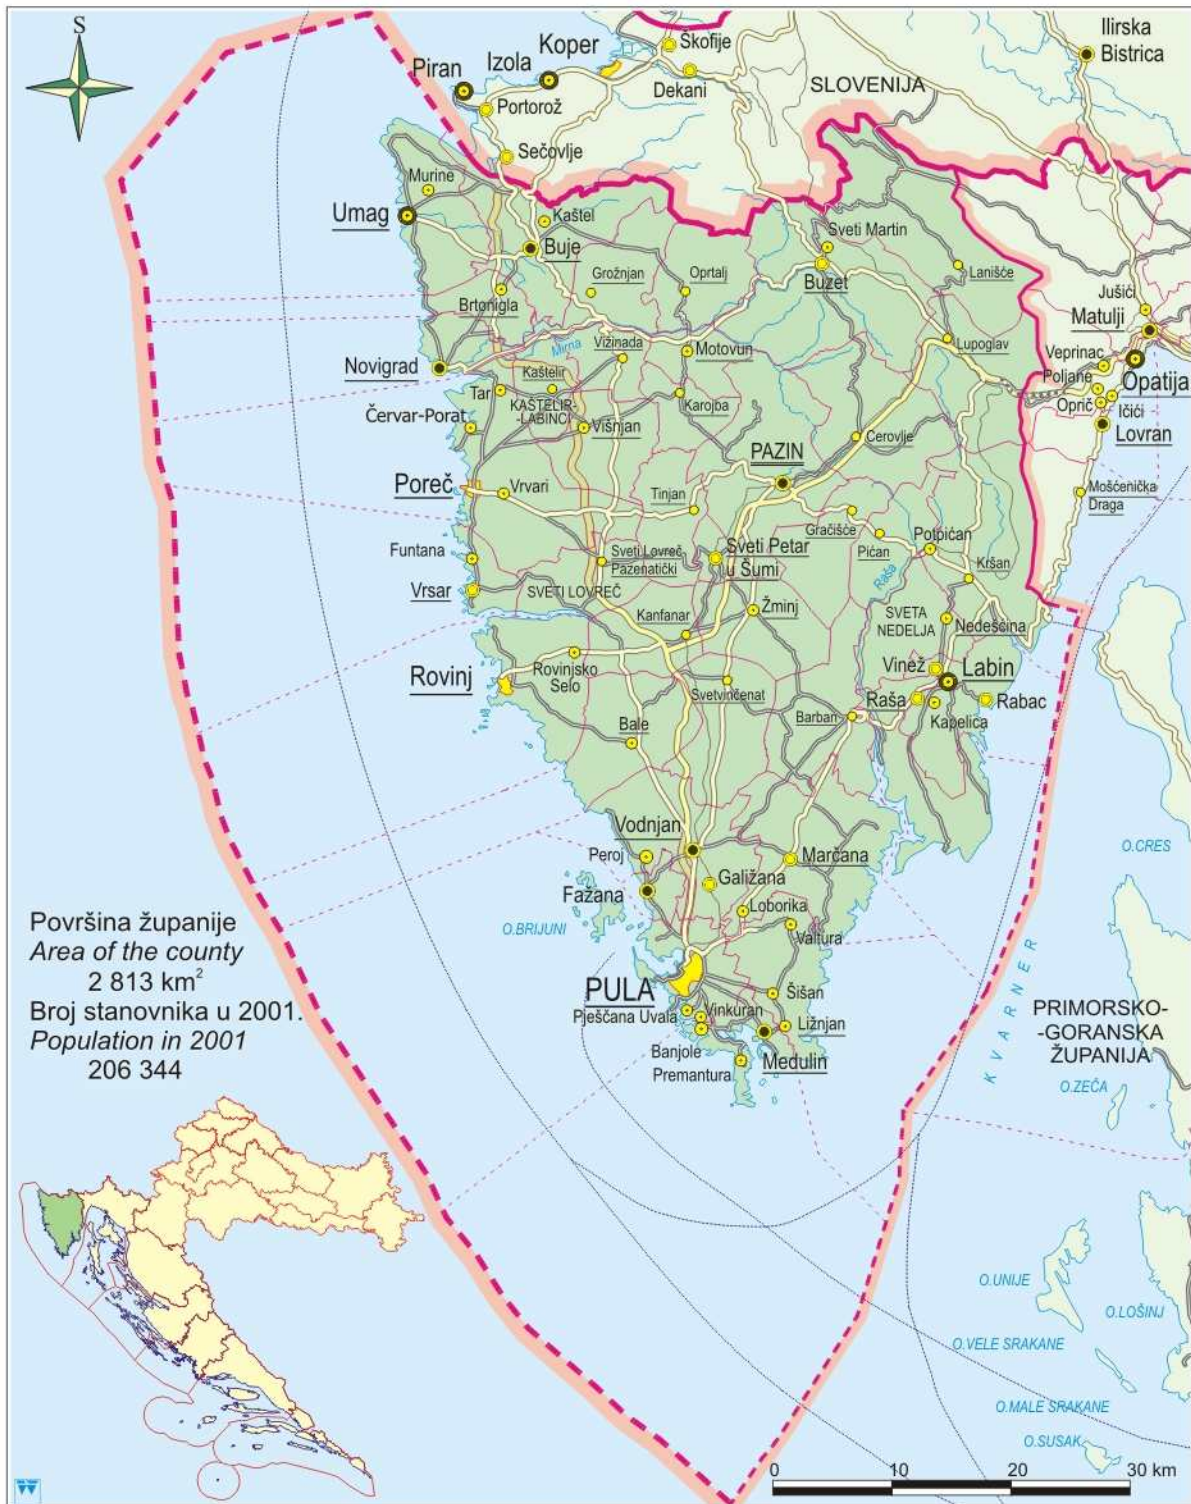 S
Koper
Škofije
Ilirska
Bistrica
Izola
Piran
Dekani
SLOVENIJA
Portorož
Sečovlje
Murine
Umag
Kaštel
Sveti Martin
Buje
Grožnjan
Oprtalj
Buzet
Lanišće
Brtonigla
Jušići
Matulji
Mirna
Vižinada
Motovun
Lupoglav
Veprinac
Novigrad
Kaštelir
Poljane
Opatija
Tar
KAŠTELIR-
-LABINCI
Karojba
Oprič
Ičići
Červar-Porat
Višnjan
Cerovlje
Lovran
PAZIN
Poreč
Vrvari
Tinjan
Mošćenička
Draga
Gračišće
Potpićan
Funtana
Sveti Lovreč
Pazenatički
Sveti Petar
u Šumi
Pićan
Kršan
Raša
Vrsar
SVETI LOVREČ
Žminj
SVETA
NEDELJA
Nedešćina
Kanfanar
Rovinj
Rovinjsko
Selo
Vinež
Labin
Svetvinčenat
Raša
Rabac
Kapelica
Bale
Barban
Vodnjan
Peroj
Marčana
O.CRES
Galižana
Fažana
Loborika
O.BRIJUNI
Valtura
Površina županije
Area of the county
2 813 km²
Broj stanovnika u 2001.
Population in 2001
206 344
PULA
Šišan
KVARNER
PRIMORSKO-
-GORANSKA
ŽUPANIJA
Pješčana Uvala
Vinkuran
Ližnjan
Banjole
Medulin
Premantura
O.ZEČA
O.UNIJE
O.LOŠINJ
O.VELE SRAKANE
O.MALE SRAKANE
O.SUSAK
0 10 20 30 km